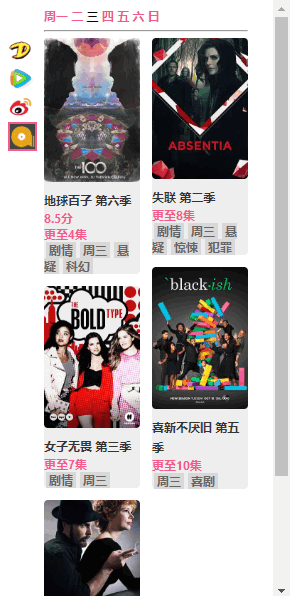 周一 二 三 四 五 六 日
THE
100
地球百子 第六季
8.5分
更至4集
剧情 周三 悬
疑 科幻
ABSENTIA
失联 第二季
更至8集
剧情 周三 悬
疑 惊悚 犯罪
THE
BOLD
TYPE
女子无畏 第三季
更至7集
剧情 周三
`black-ish
喜新不厌旧 第五
季
更至10集
周三 喜剧